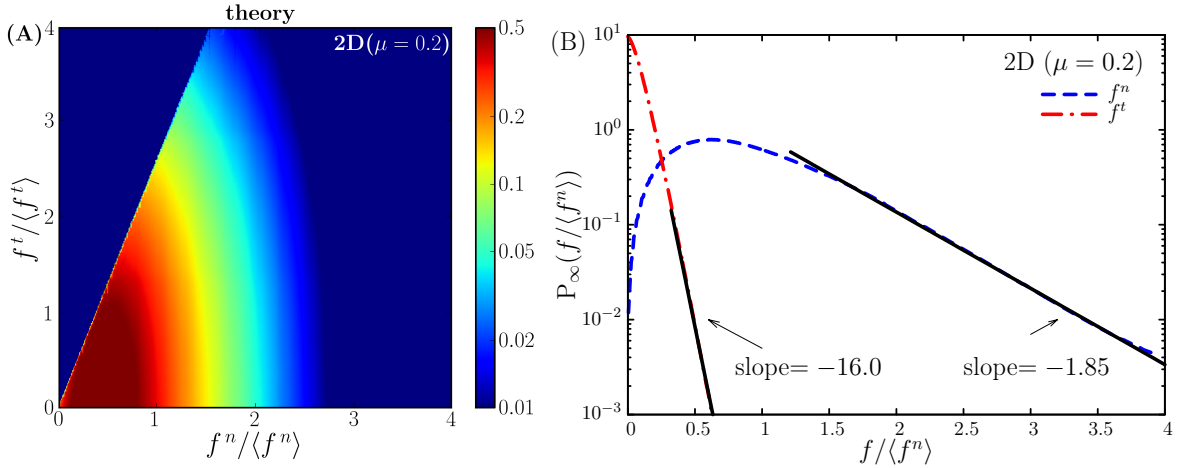 theory
(A)
2D(μ = 0.2)
4
3
2
1
0
f^t/⟨f^t⟩
0 1 2 3 4
f^n/⟨f^n⟩
0.5
0.2
0.1
0.05
0.02
0.01
(B)
2D (μ = 0.2)
f^n
f^t
10^1
10^0
10^−1
10^−2
10^−3
P_∞(f/⟨f^n⟩)
slope= −16.0
slope= −1.85
0 0.5 1 1.5 2 2.5 3 3.5 4
f/⟨f^n⟩